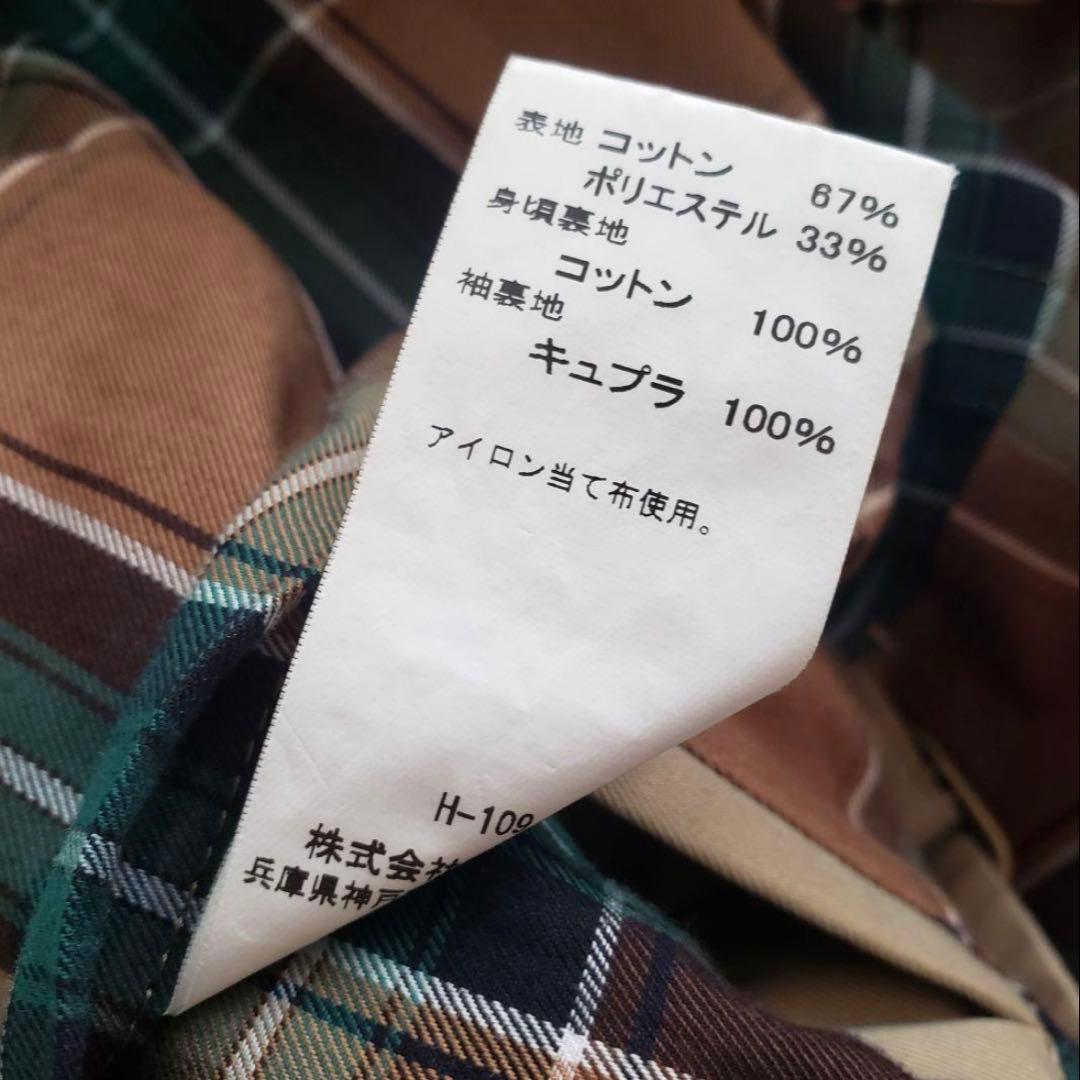 表地 コットン 67%
ポリエステル 33%
身頃裏地
コットン 100%
袖裏地
キュプラ 100%
アイロン当て布使用。
H-109
株式会社
兵庫県神戸